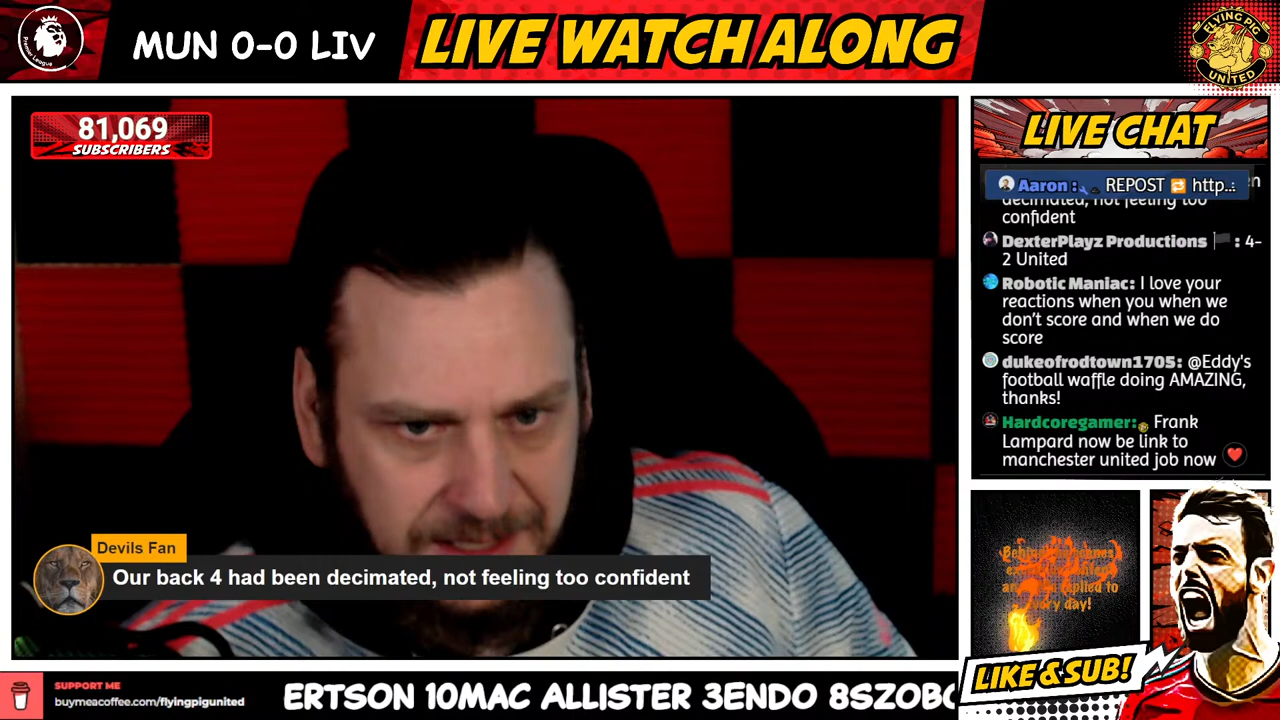 Premier League
MUN 0-0 LIV
LIVE WATCH ALONG
FLYING PIG
UNITED
81,069
SUBSCRIBERS
LIVE CHAT
Aaron : REPOST http...
decimated, not feeling too
confident
DexterPlayz Productions : 4-
2 United
Robotic Maniac: I love your
reactions when you when we
don't score and when we do
score
dukeofrodtown1705: @Eddy's
football waffle doing AMAZING,
thanks!
Hardcoregamer: Frank
Lampard now be link to
manchester united job now
Devils Fan
Our back 4 had been decimated, not feeling too confident
LIKE & SUB!
SUPPORT ME
buymeacoffee.com/flyingpigunited
ERTSON 10MAC ALLISTER 3ENDO 8SZOBO